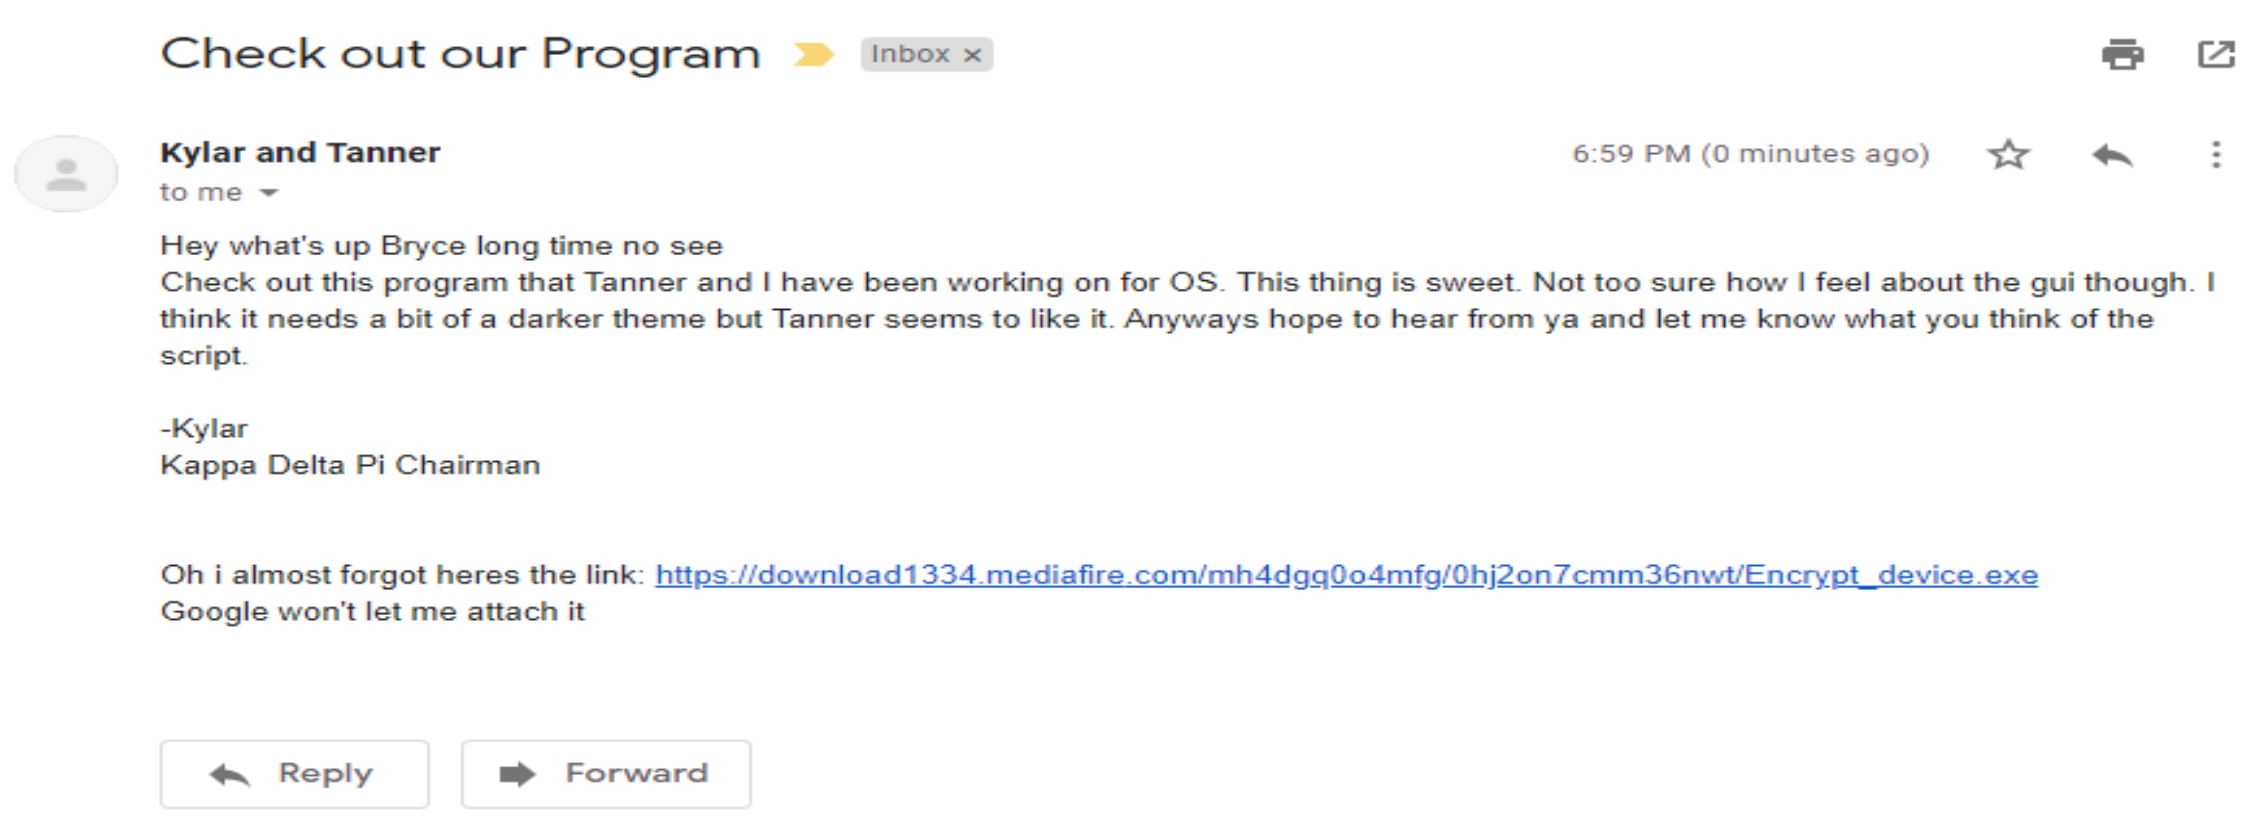 Check out our Program Inbox ×
Kylar and Tanner 6:59 PM (0 minutes ago)
to me
Hey what's up Bryce long time no see
Check out this program that Tanner and I have been working on for OS. This thing is sweet. Not too sure how I feel about the gui though. I
think it needs a bit of a darker theme but Tanner seems to like it. Anyways hope to hear from ya and let me know what you think of the
script.
-Kylar
Kappa Delta Pi Chairman
Oh i almost forgot heres the link: https://download1334.mediafire.com/mh4dgq0o4mfg/0hj2on7cmm36nwt/Encrypt_device.exe
Google won't let me attach it
Reply Forward